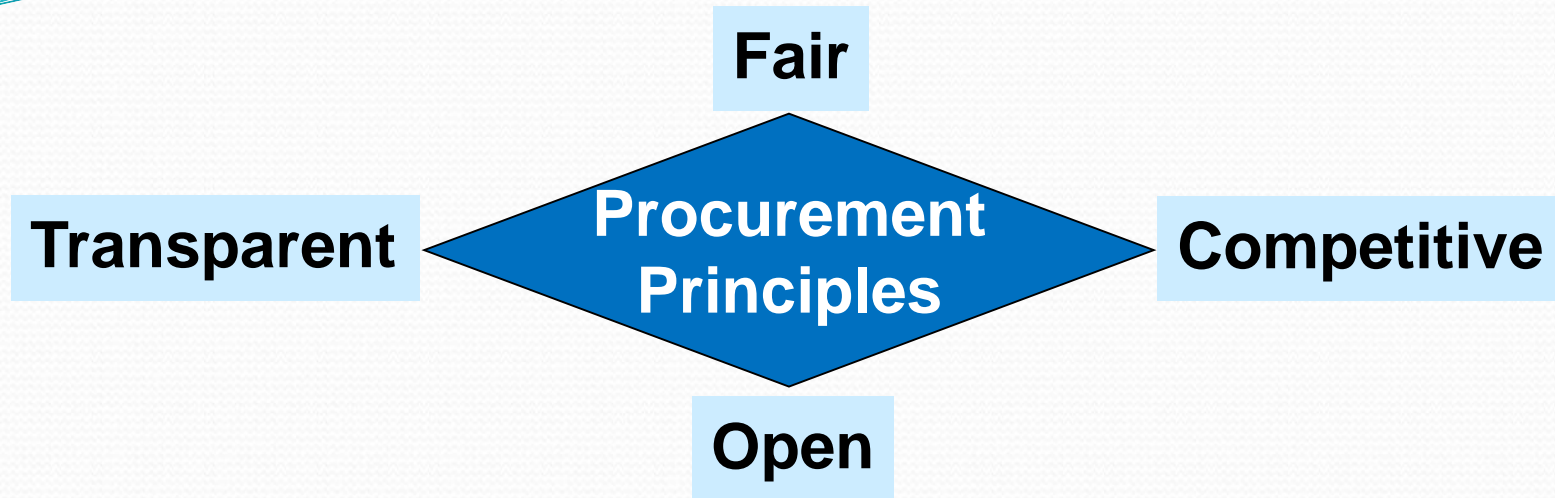 Fair
Transparent
Procurement
Principles
Competitive
Open